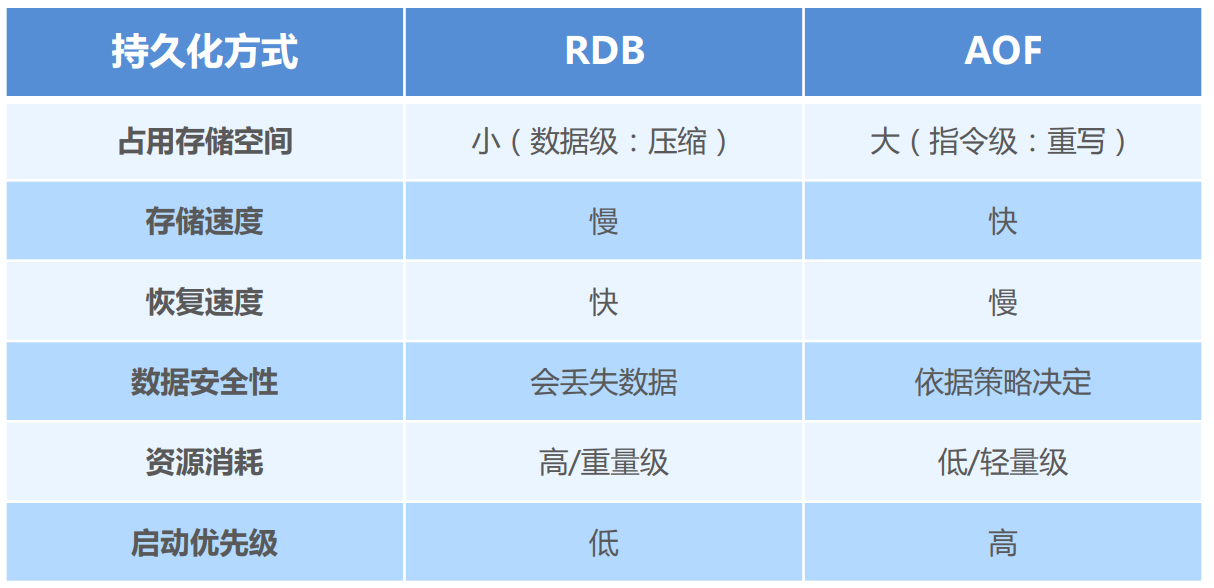 持久化方式 RDB AOF
占用存储空间 小（数据级：压缩） 大（指令级：重写）
存储速度 慢 快
恢复速度 快 慢
数据安全性 会丢失数据 依据策略决定
资源消耗 高/重量级 低/轻量级
启动优先级 低 高